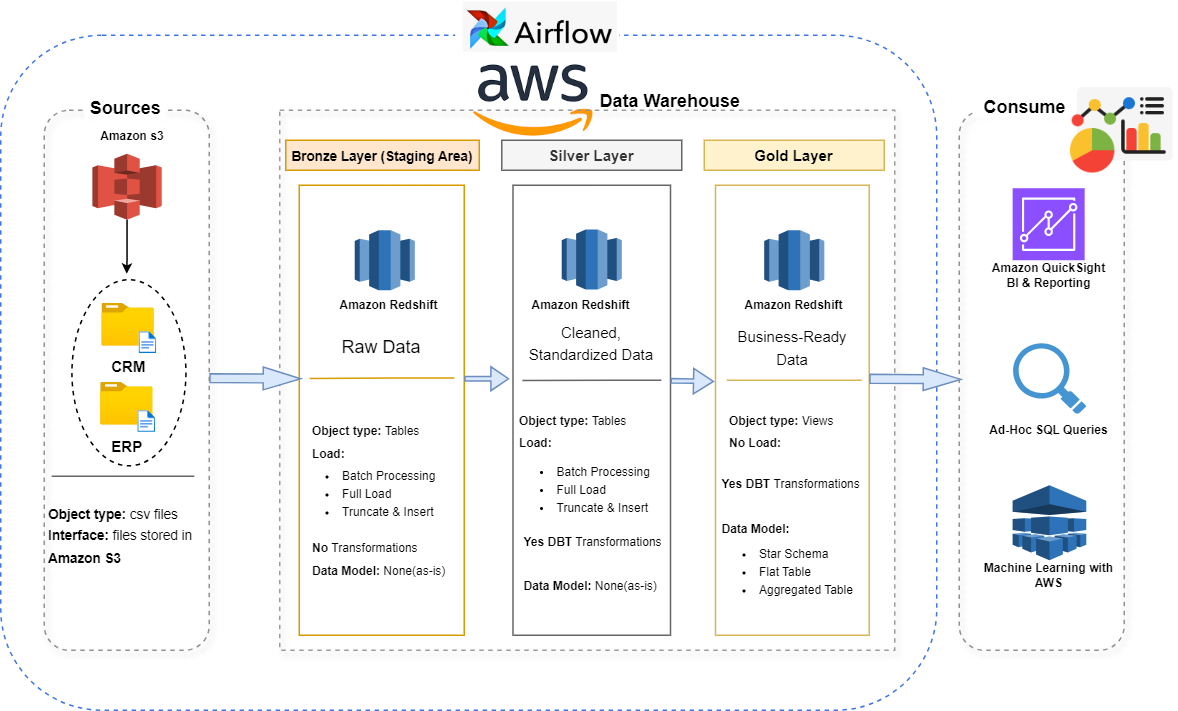 Airflow
aws
Data Warehouse
Sources
Amazon s3
CRM
ERP
Object type: csv files
Interface: files stored in
Amazon S3
Bronze Layer (Staging Area)
Amazon Redshift
Raw Data
Object type: Tables
Load:
• Batch Processing
• Full Load
• Truncate & Insert
No Transformations
Data Model: None(as-is)
Silver Layer
Amazon Redshift
Cleaned,
Standardized Data
Object type: Tables
Load:
• Batch Processing
• Full Load
• Truncate & Insert
Yes DBT Transformations
Data Model: None(as-is)
Gold Layer
Amazon Redshift
Business-Ready
Data
Object type: Views
No Load:
Yes DBT Transformations
Data Model:
• Star Schema
• Flat Table
• Aggregated Table
Consume
Amazon QuickSight
BI & Reporting
Ad-Hoc SQL Queries
Machine Learning with
AWS